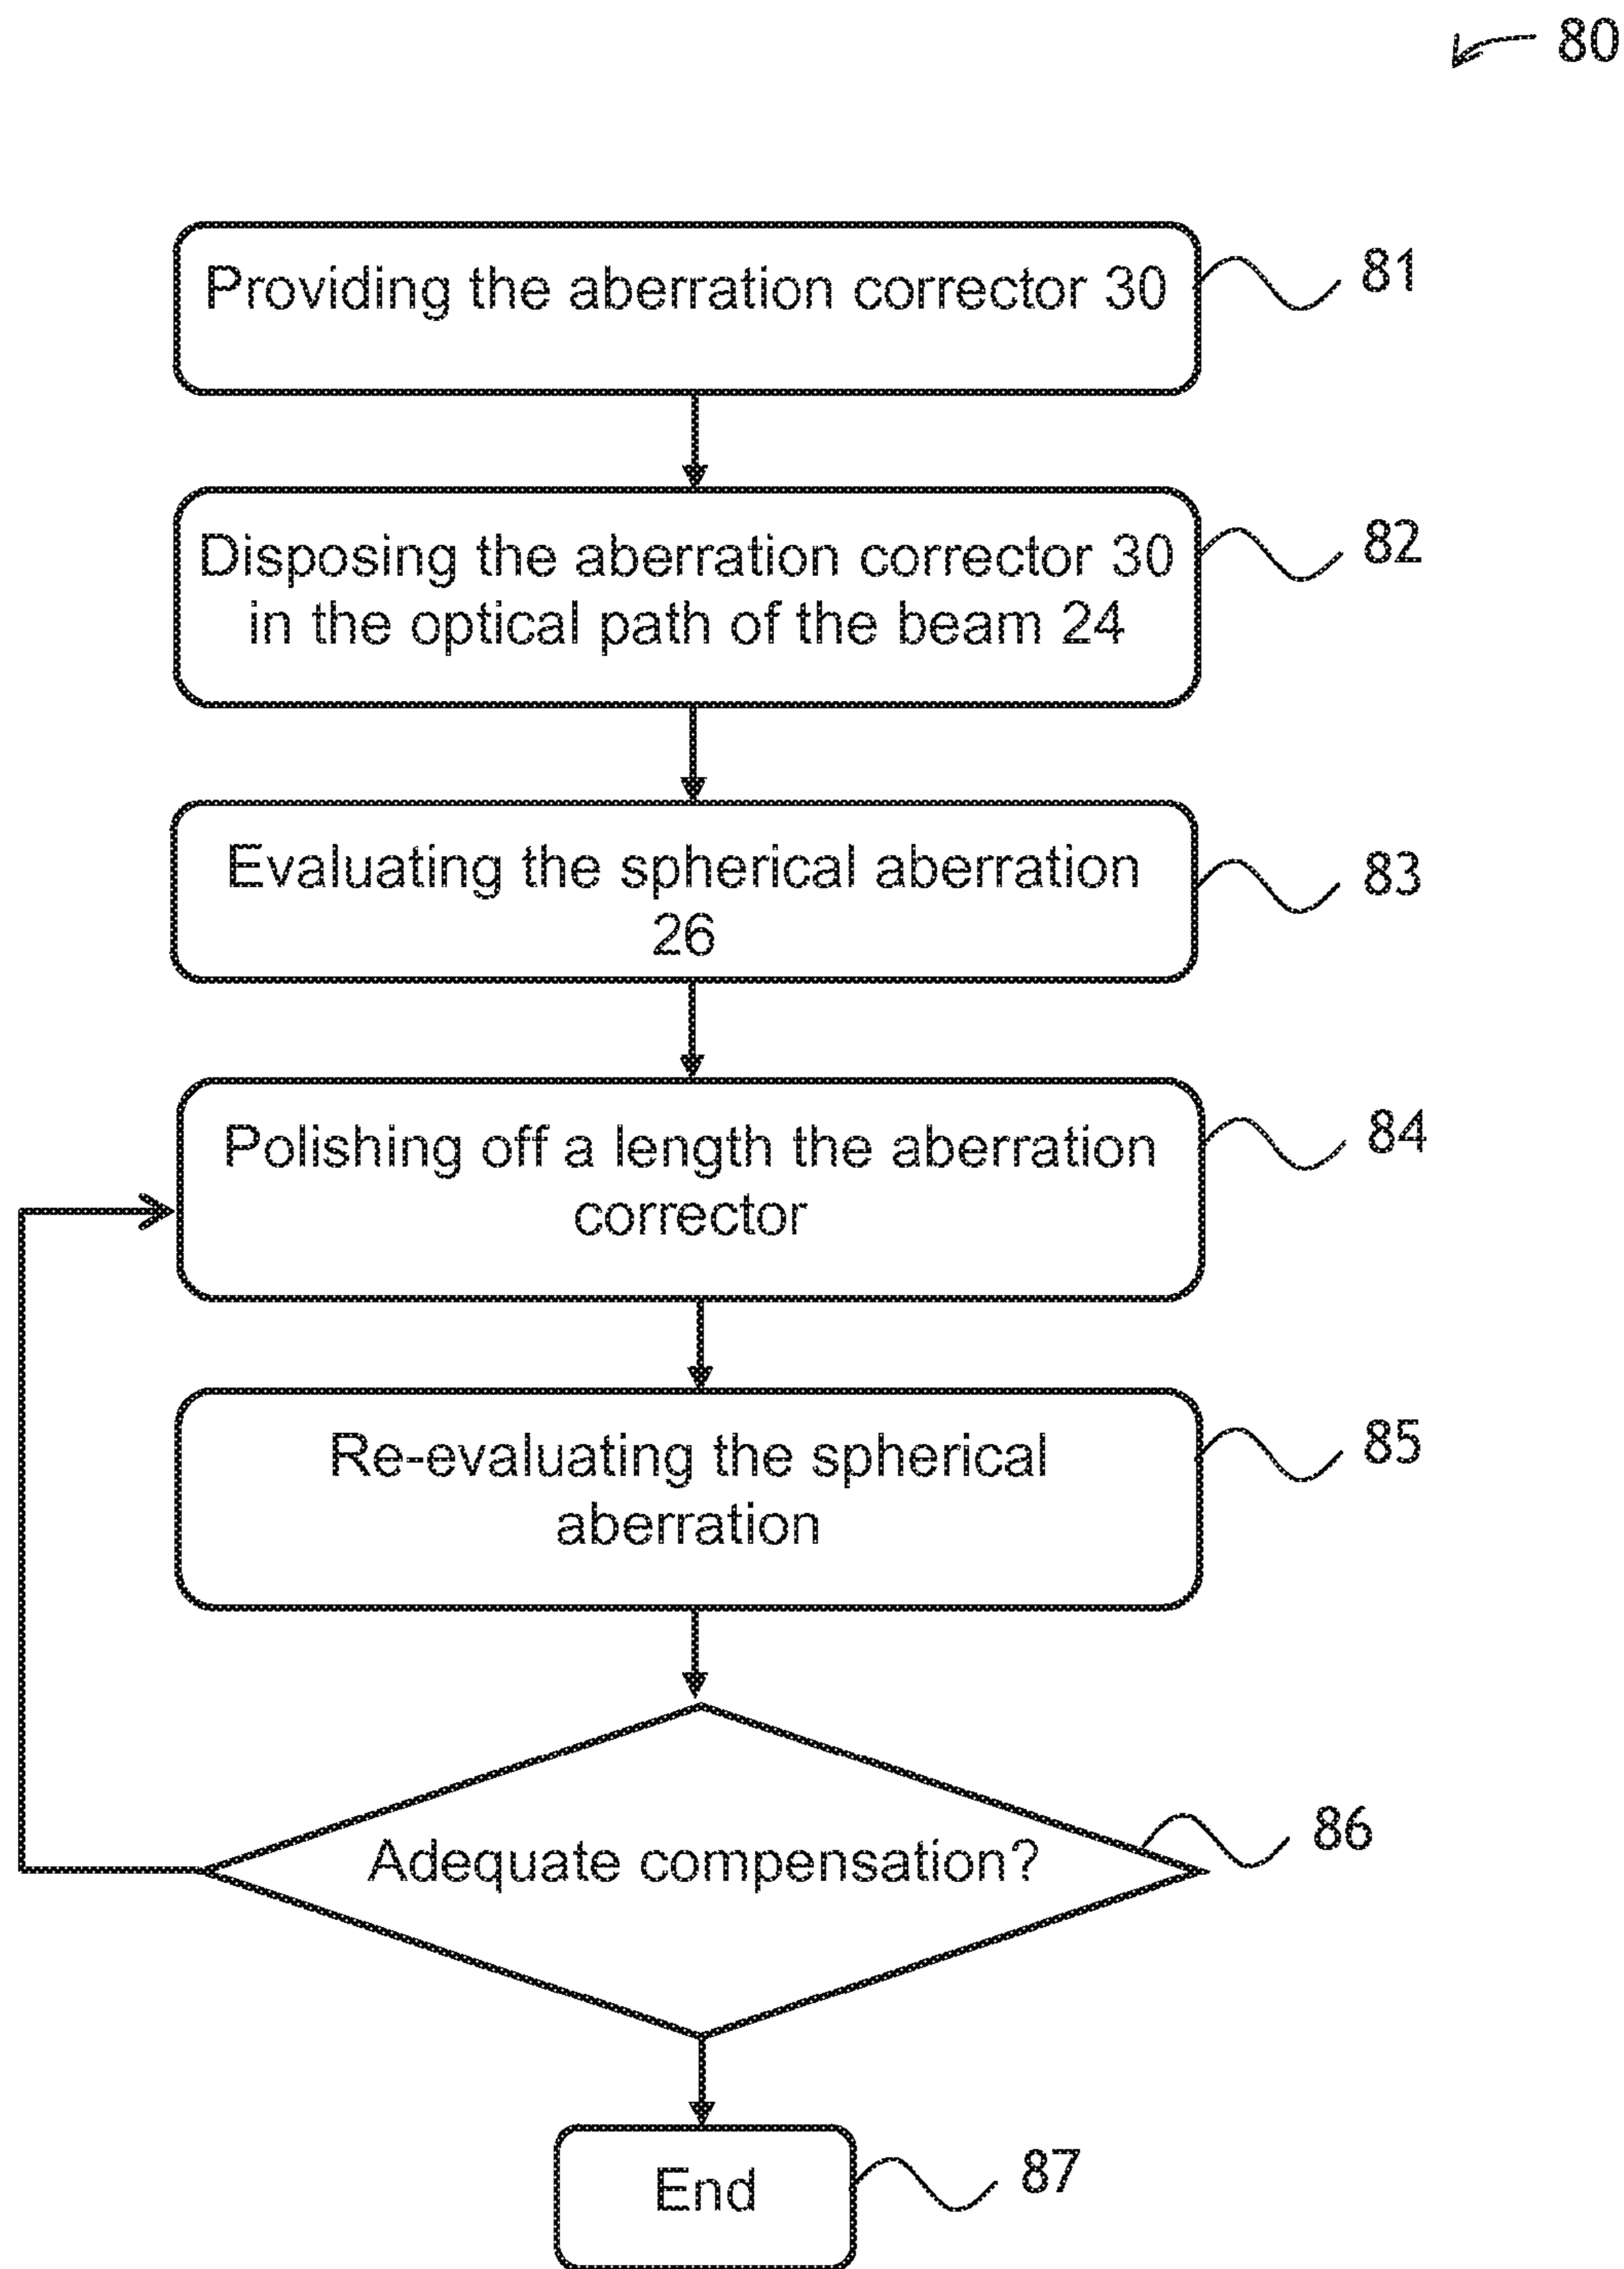 80
Providing the aberration corrector 30
81
Disposing the aberration corrector 30
in the optical path of the beam 24
82
Evaluating the spherical aberration
26
83
Polishing off a length the aberration
corrector
84
Re-evaluating the spherical
aberration
85
Adequate compensation?
86
End
87